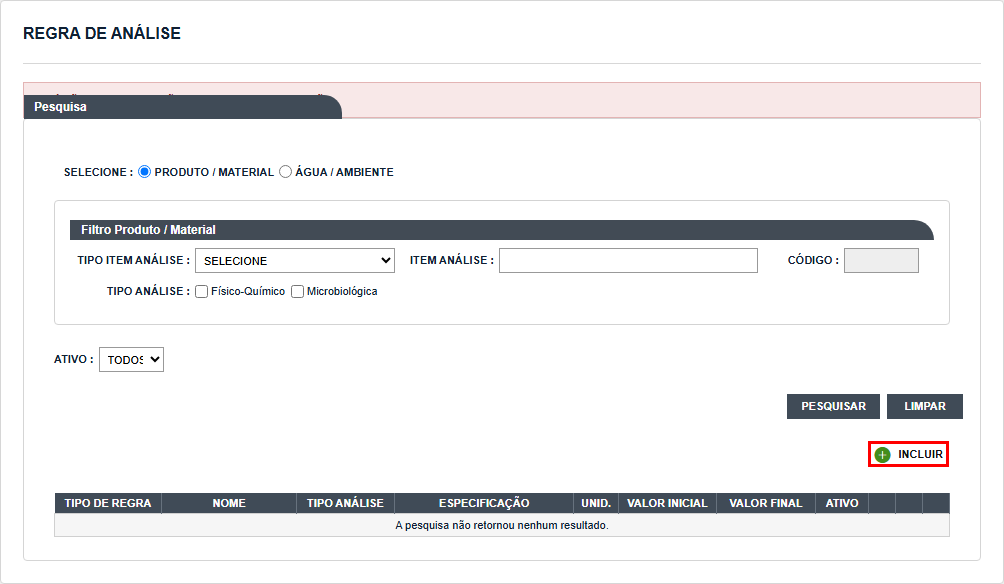 REGRA DE ANÁLISE
Pesquisa
SELECIONE : PRODUTO / MATERIAL ÁGUA / AMBIENTE
Filtro Produto / Material
TIPO ITEM ANÁLISE : SELECIONE ITEM ANÁLISE : CÓDIGO :
TIPO ANÁLISE : Físico-Químico Microbiológica
ATIVO : TODOS
PESQUISAR LIMPAR
INCLUIR
TIPO DE REGRA NOME TIPO ANÁLISE ESPECIFICAÇÃO UNID. VALOR INICIAL VALOR FINAL ATIVO
A pesquisa não retornou nenhum resultado.